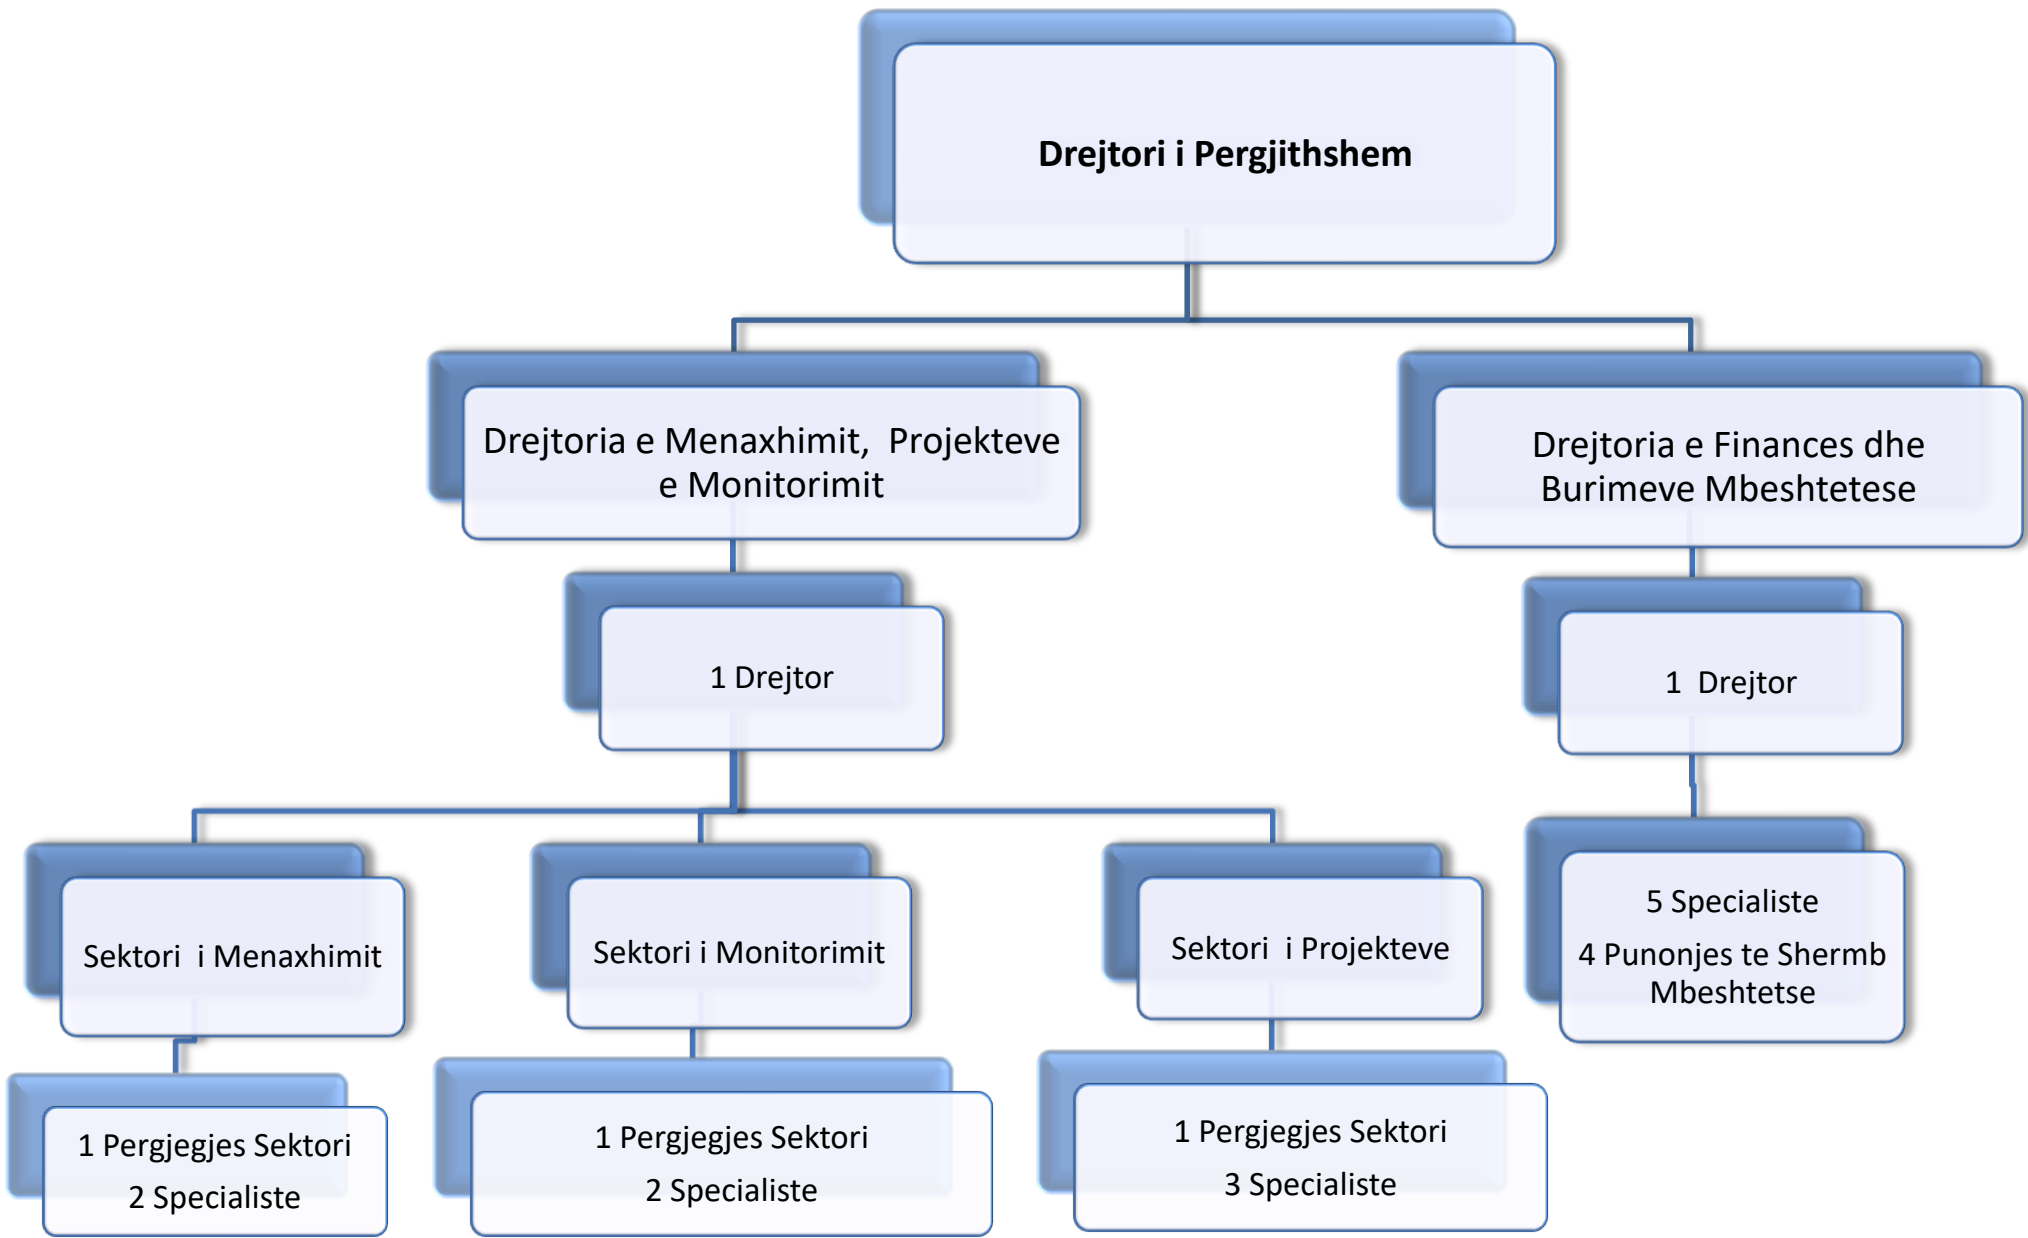 Drejtori i Pergjithshem
Drejtoria e Menaxhimit, Projekteve
e Monitorimit
Drejtoria e Finances dhe
Burimeve Mbeshtetese
1 Drejtor
1 Drejtor
Sektori i Menaxhimit
Sektori i Monitorimit
Sektori i Projekteve
5 Specialiste
4 Punonjes te Shermb
Mbeshtetse
1 Pergjegjes Sektori
2 Specialiste
1 Pergjegjes Sektori
2 Specialiste
1 Pergjegjes Sektori
3 Specialiste